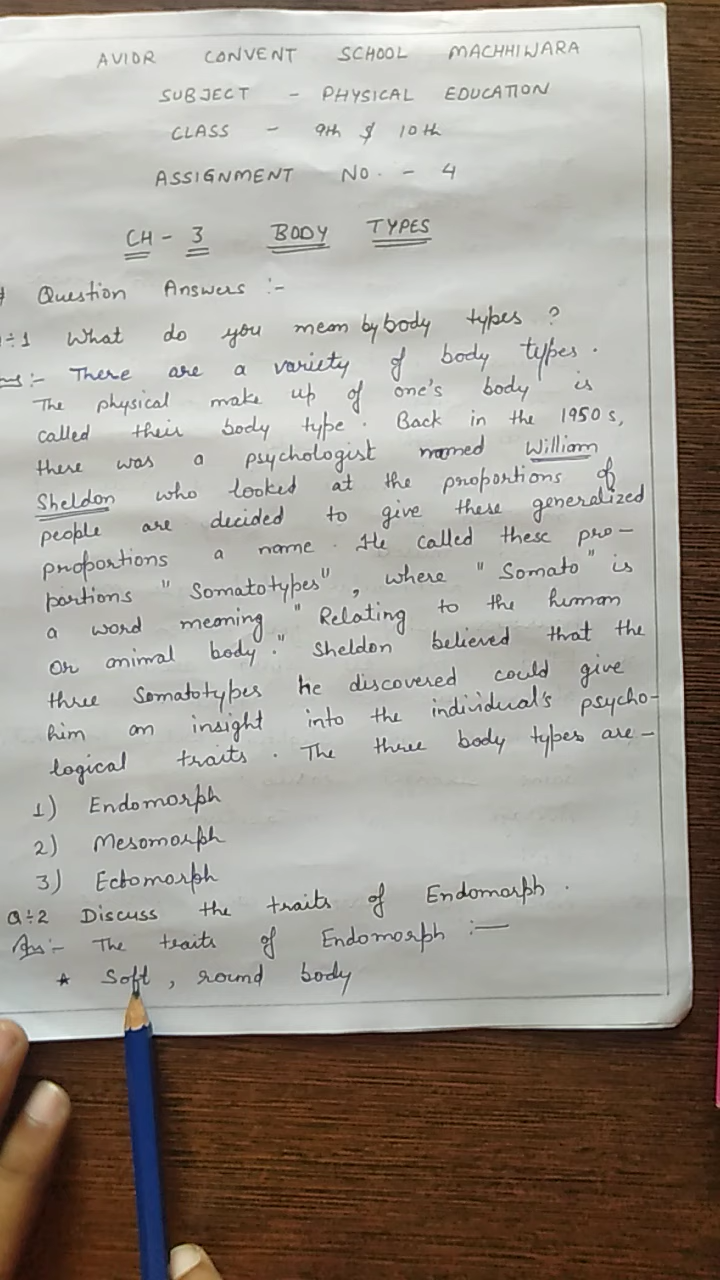 AVIOR CONVENT SCHOOL MACHHIWARA
SUBJECT - PHYSICAL EDUCATION
CLASS - 9th & 10th
ASSIGNMENT NO. - 4
CH - 3 BODY TYPES
Question Answers :-
÷1 What do you mean by body types ?
Ans :- There are a variety of body types .
The physical make up of one's body is
called their body type . Back in the 1950s,
there was a psychologist named William
Sheldon who looked at the proportions of
people are decided to give these generalized
proportions a name . He called these pro-
portions " Somatotypes" , where " Somato " is
a word meaning " Relating to the human
or animal body ." Sheldon believed that the
three Somatotypes he discovered could give
him an insight into the individual's psycho-
logical traits . The three body types are -
1) Endomorph
2) Mesomorph
3) Ectomorph
Q÷2 Discuss the traits of Endomorph .
Ans :- The traits of Endomorph :—
* Soft , round body